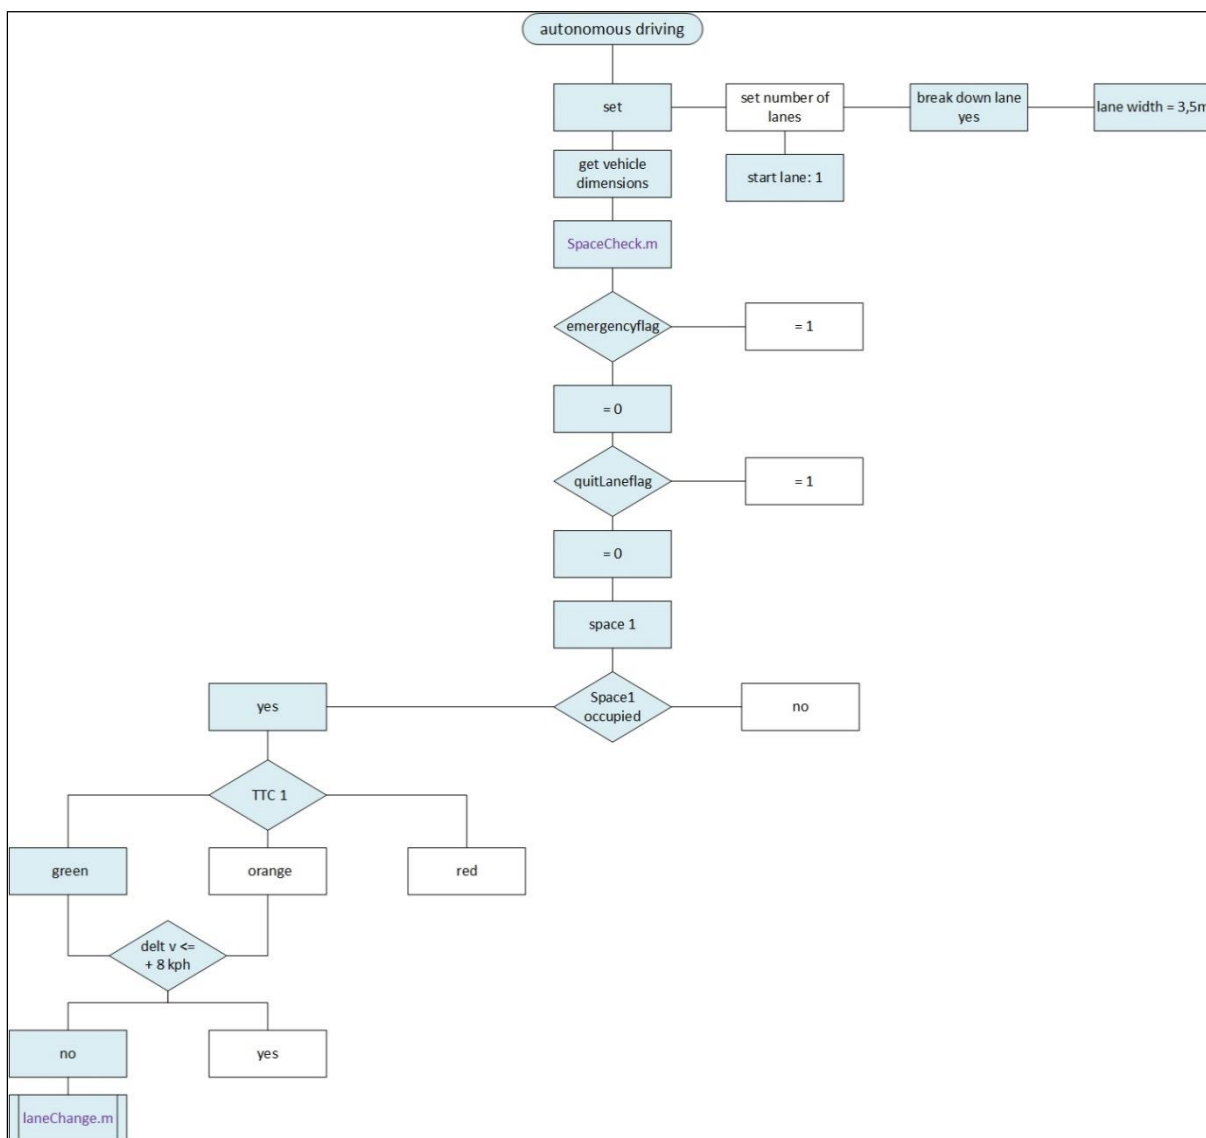 autonomous driving
set
set number of
lanes
break down lane
yes
lane width = 3,5m
get vehicle
dimensions
start lane: 1
SpaceCheck.m
emergencyflag
= 1
= 0
quitLaneflag
= 1
= 0
space 1
yes
Space1
occupied
no
TTC 1
green
orange
red
delt v <=
+ 8 kph
no
yes
laneChange.m